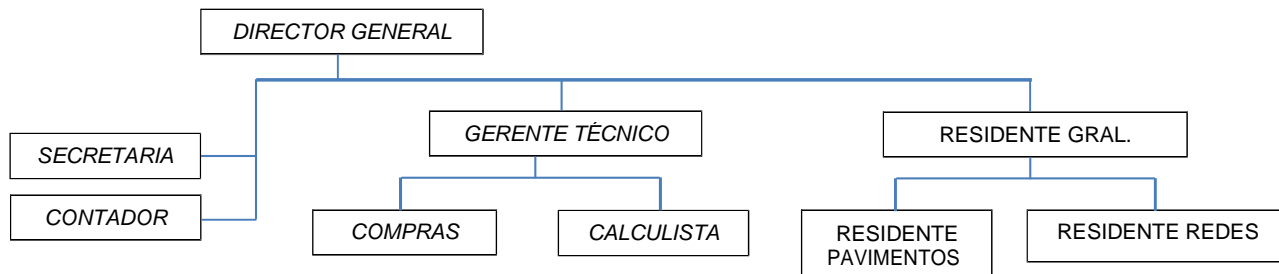 DIRECTOR GENERAL
GERENTE TÉCNICO
RESIDENTE GRAL.
SECRETARIA
CONTADOR
COMPRAS
CALCULISTA
RESIDENTE
PAVIMENTOS
RESIDENTE REDES